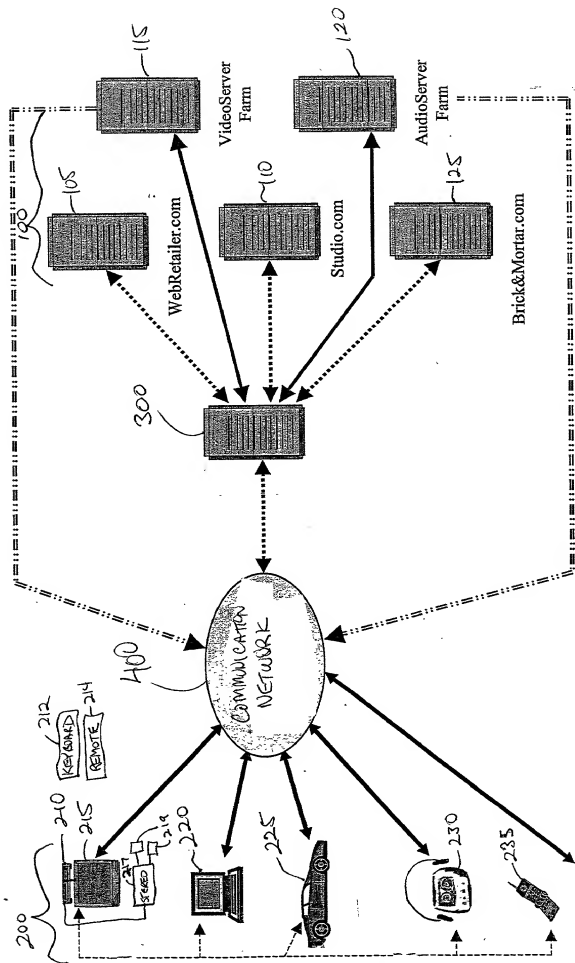 200
210
215
212
KEYBOARD
214
REMOTE
217
STEREO
219
220
225
230
235
400
COMMUNICATION
NETWORK
300
100
105
WebRetailer.com
115
VideoServer
Farm
110
Studio.com
120
AudioServer
Farm
125
Brick&Mortar.com